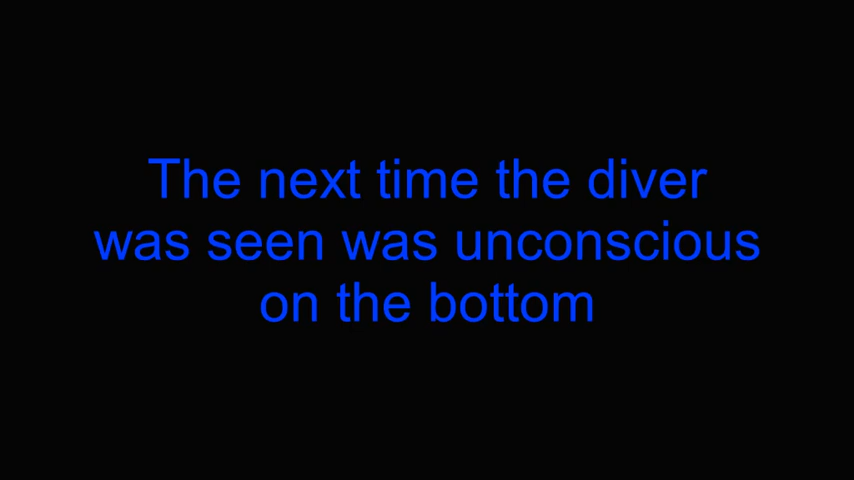 The next time the diver
was seen was unconscious
on the bottom